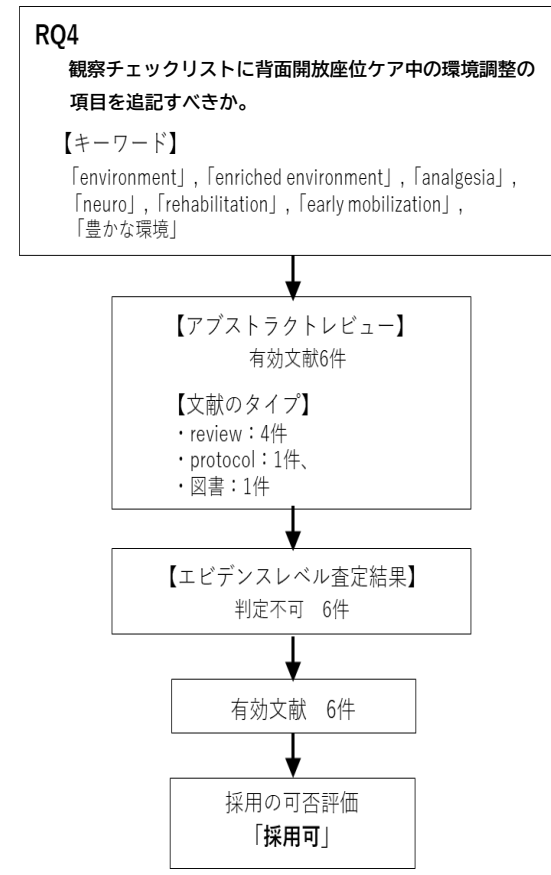 RQ4
観察チェックリストに背面開放座位ケア中の環境調整の
項目を追記すべきか。
【キーワード】
「environment」,「enriched environment」,「analgesia」,
「neuro」,「rehabilitation」,「early mobilization」,
「豊かな環境」
【アブストラクトレビュー】
有効文献6件
【文献のタイプ】
・review：4件
・protocol：1件、
・図書：1件
【エビデンスレベル査定結果】
判定不可　6件
有効文献　6件
採用の可否評価
「採用可」